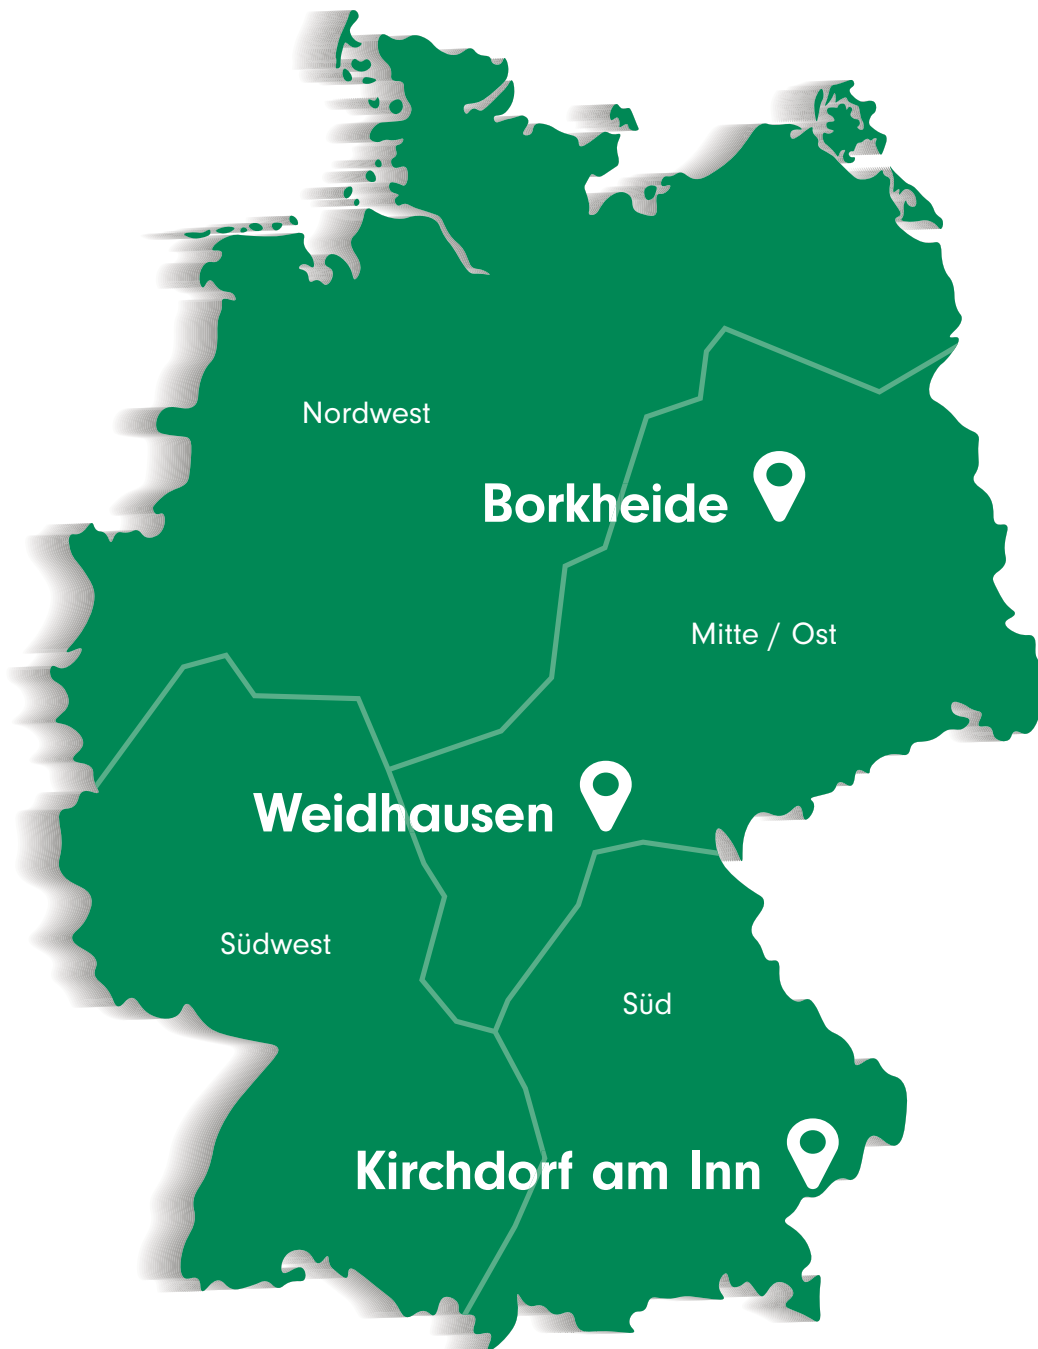 Nordwest
Borkheide
Mitte / Ost
Weidhausen
Südwest
Süd
Kirchdorf am Inn